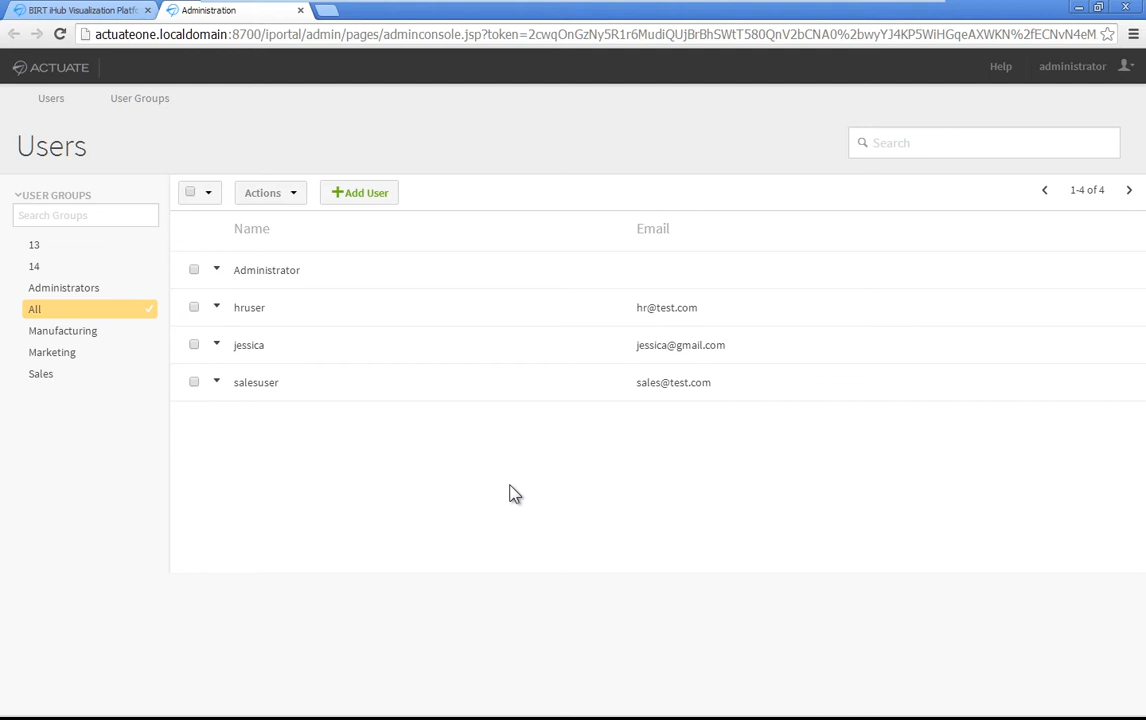 BIRT iHub Visualization Platf
Administration
actuateone.localdomain:8700/iportal/admin/pages/adminconsole.jsp?token=2cwqOnGzNy5R1r6MudiQUjBrBhSWtT580QnV2bCNA0%2bwyYJ4KP5WiHGqeAXWKN%2fECNvN4eM
ACTUATE
Help
administrator
Users
User Groups
Users
Search
USER GROUPS
Search Groups
13
14
Administrators
All
Manufacturing
Marketing
Sales
Actions
Add User
1-4 of 4
Name
Email
Administrator
hruser
hr@test.com
jessica
jessica@gmail.com
salesuser
sales@test.com